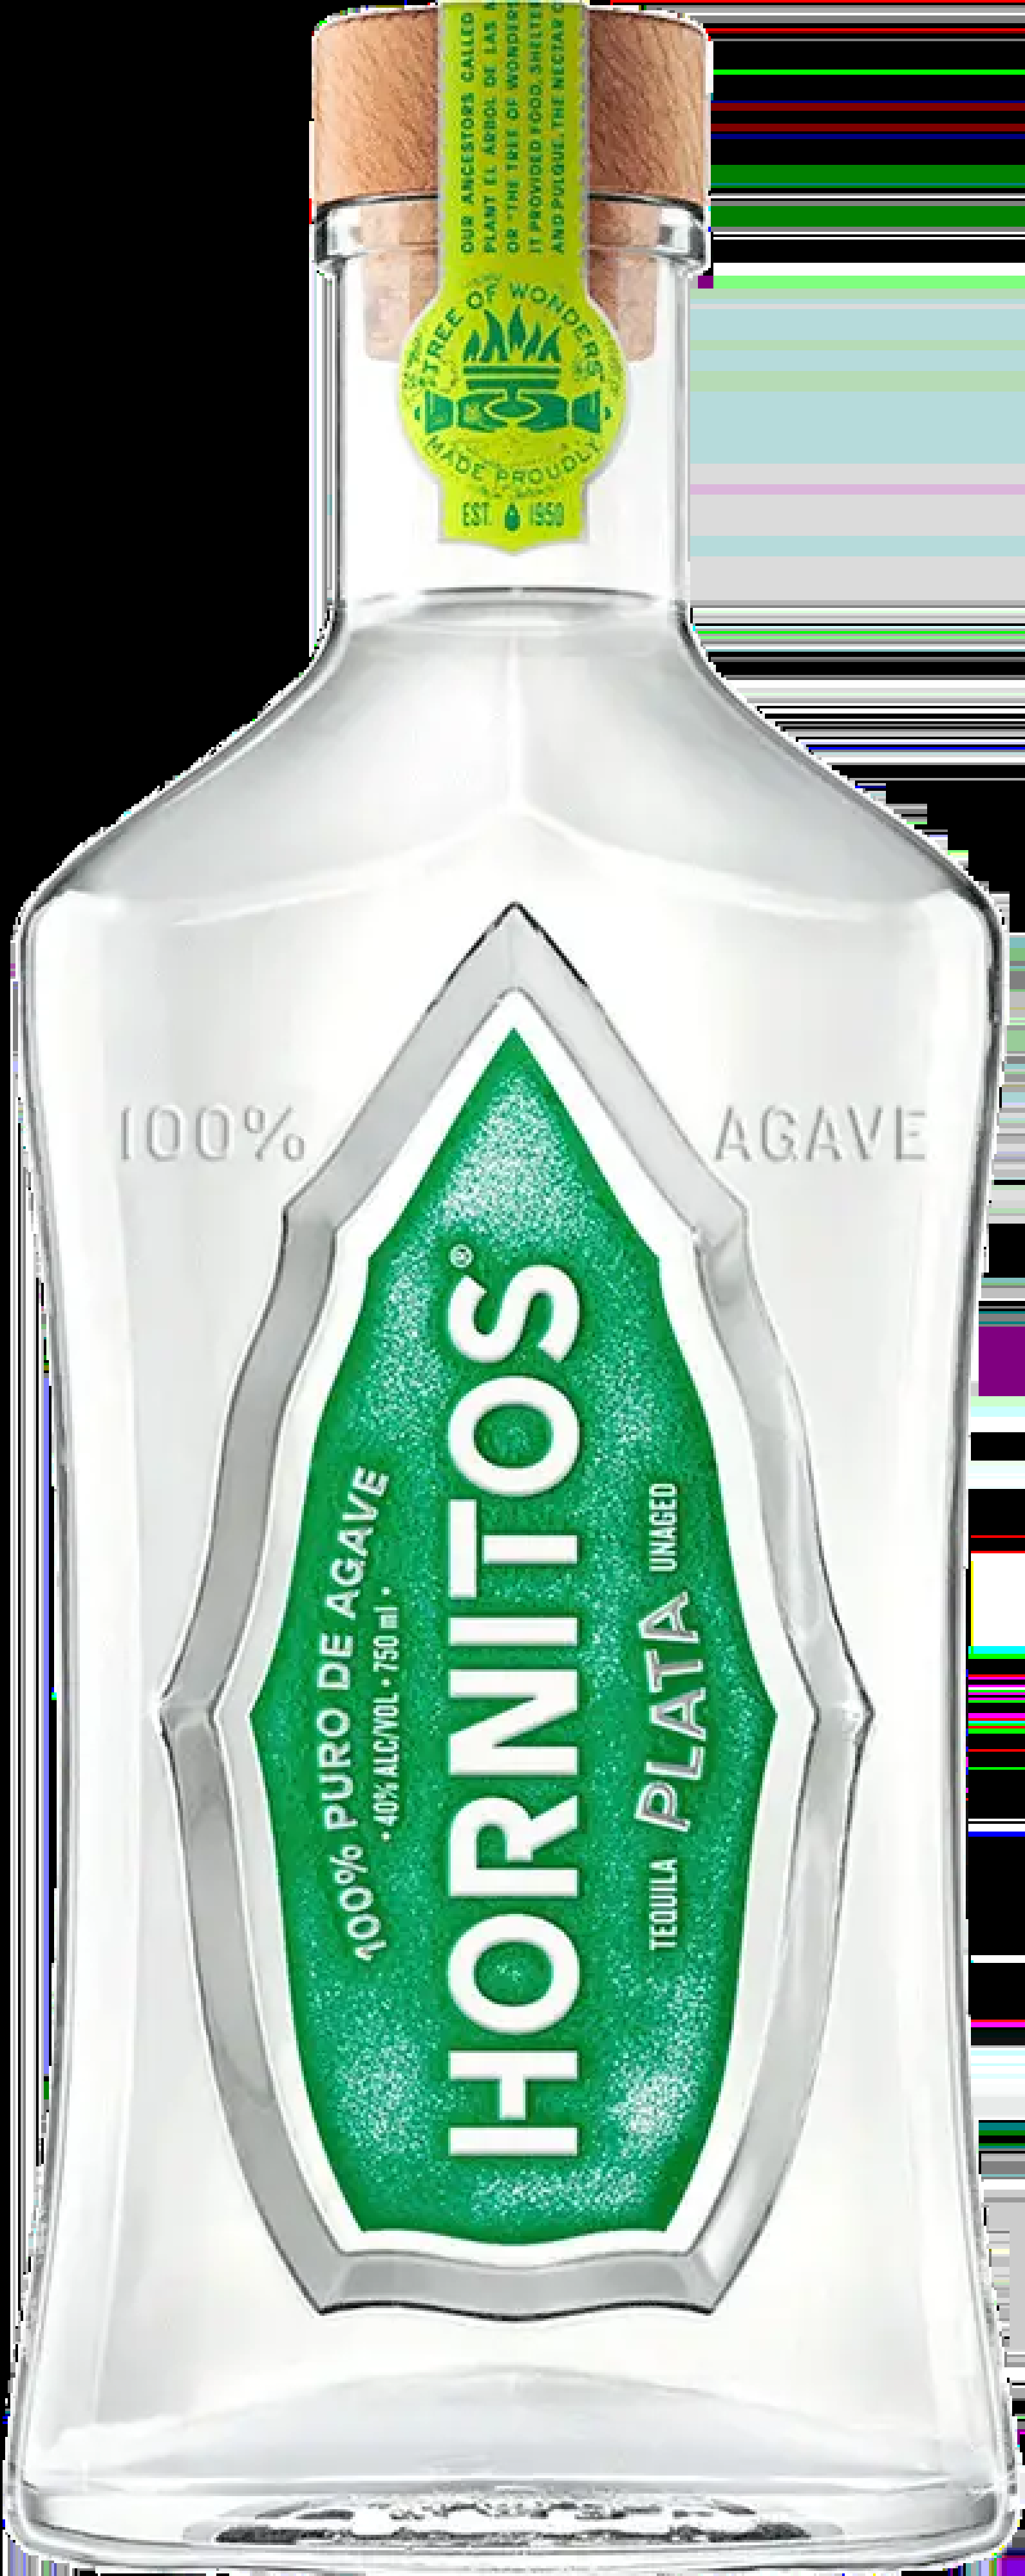 OUR ANCESTORS CALLED
PLANT EL ÁRBOL DE LAS
OR "THE TREE OF WONDERS
IT PROVIDED FOOD, SHELTER
AND PULQUE, THE NECTAR
TREE OF WONDERS
MADE PROUDLY
EST. 1950
100% AGAVE
100% PURO DE AGAVE
• 40% ALC/VOL • 750 ml •
HORNITOS®
TEQUILA PLATA UNAGED